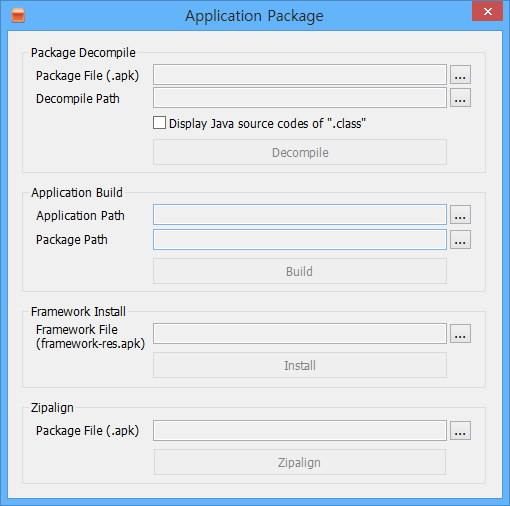 Application Package
Package Decompile
Package File (.apk)
...
Decompile Path
...
Display Java source codes of ".class"
Decompile
Application Build
Application Path
...
Package Path
...
Build
Framework Install
Framework File
(framework-res.apk)
...
Install
Zipalign
Package File (.apk)
...
Zipalign